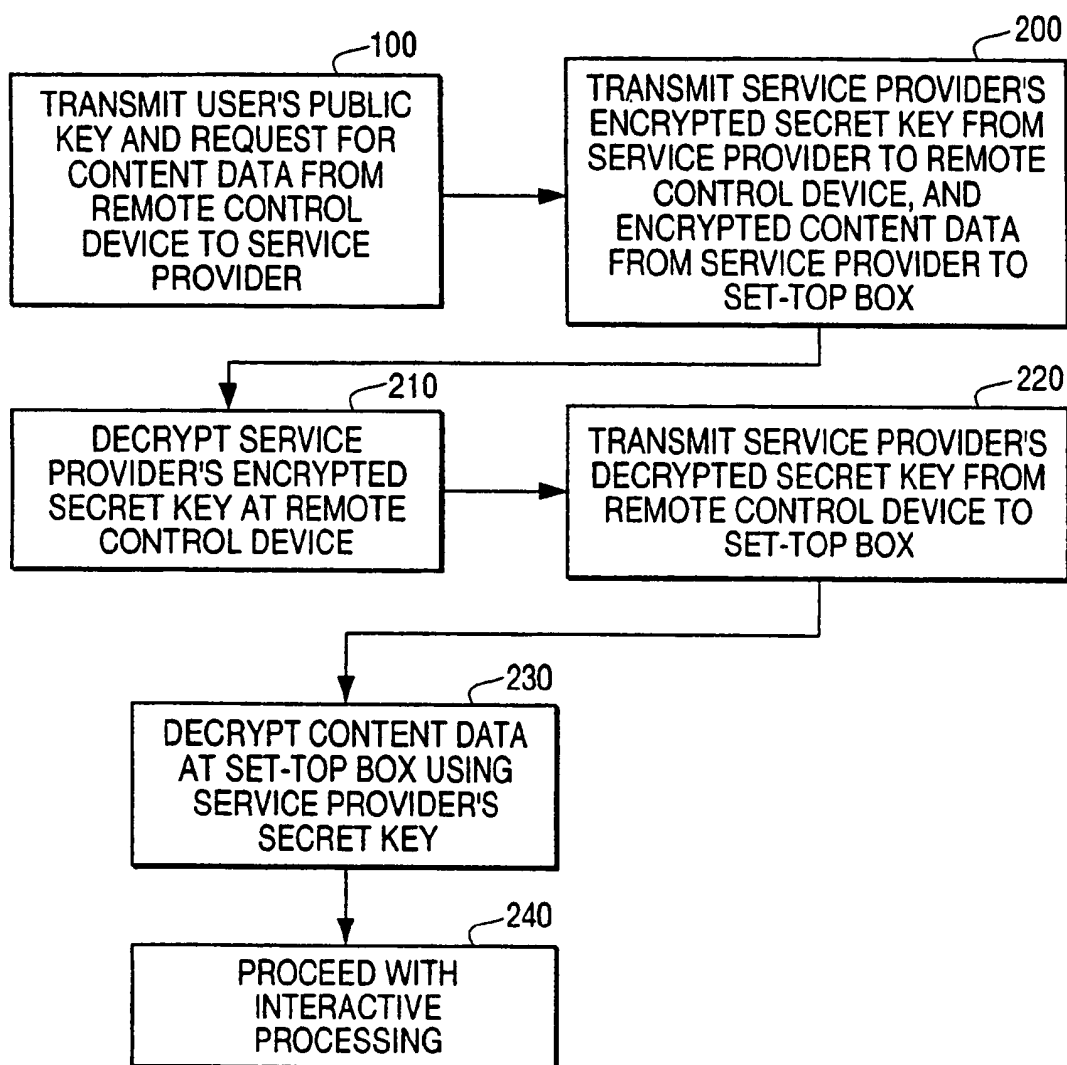 100
TRANSMIT USER'S PUBLIC
KEY AND REQUEST FOR
CONTENT DATA FROM
REMOTE CONTROL
DEVICE TO SERVICE
PROVIDER
200
TRANSMIT SERVICE PROVIDER'S
ENCRYPTED SECRET KEY FROM
SERVICE PROVIDER TO REMOTE
CONTROL DEVICE, AND
ENCRYPTED CONTENT DATA
FROM SERVICE PROVIDER TO
SET-TOP BOX
210
DECRYPT SERVICE
PROVIDER'S ENCRYPTED
SECRET KEY AT REMOTE
CONTROL DEVICE
220
TRANSMIT SERVICE PROVIDER'S
DECRYPTED SECRET KEY FROM
REMOTE CONTROL DEVICE TO
SET-TOP BOX
230
DECRYPT CONTENT DATA
AT SET-TOP BOX USING
SERVICE PROVIDER'S
SECRET KEY
240
PROCEED WITH
INTERACTIVE
PROCESSING